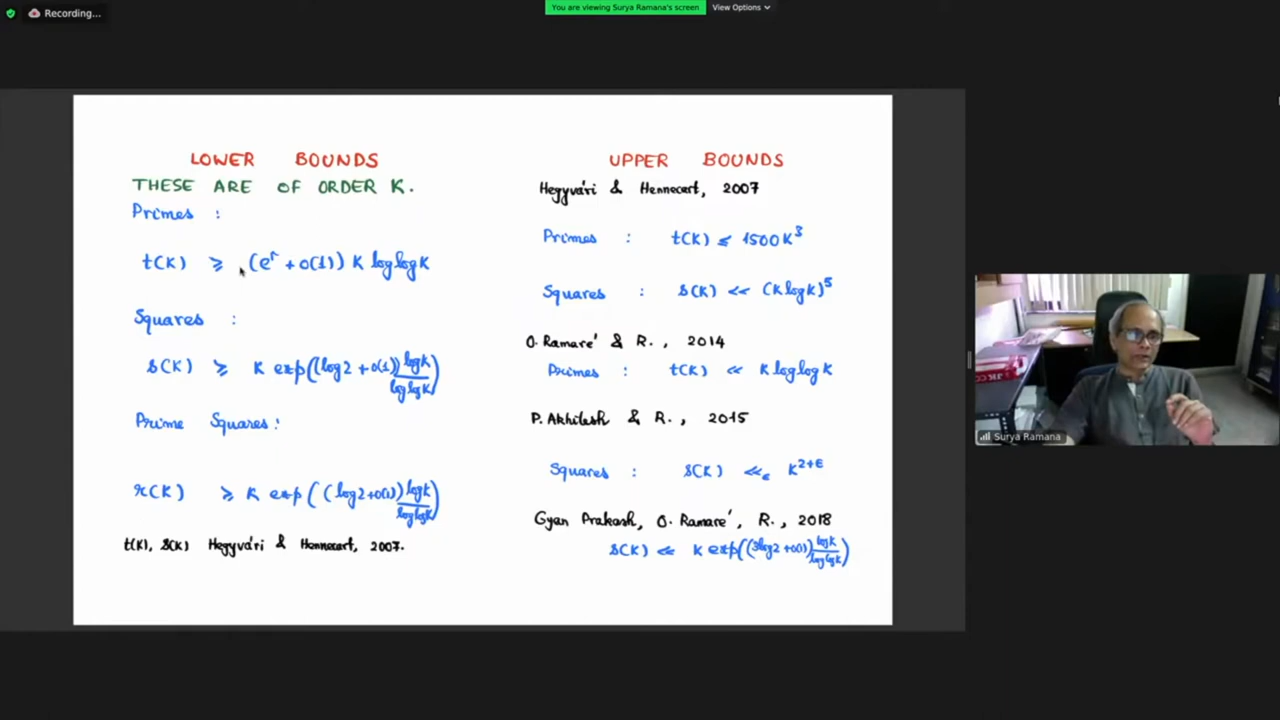 Recording...
You are viewing Surya Ramana's screen
View Options
LOWER BOUNDS
THESE ARE OF ORDER K.
Primes :
t(K) ⩾ (e^γ + o(1)) K log log K
Squares :
s(K) ⩾ K exp((log 2 + o(1)) log K / log log K)
Prime Squares :
r(K) ⩾ K exp((log 2 + o(1)) log K / log log K)
t(K), s(K) Hegyvári & Hennecart, 2007.
UPPER BOUNDS
Hegyvári & Hennecart, 2007
Primes : t(K) ⩽ 1500 K^3
Squares : s(K) ≪ (K log K)^5
O. Ramaré & R., 2014
Primes : t(K) ≪ K log log K
P. Akhilesh & R., 2015
Squares : s(K) ≪_ε K^{2+ε}
Gyan Prakash, O. Ramaré, R., 2018
s(K) ≪ K exp((3 log 2 + o(1)) log K / log log K)
Surya Ramana